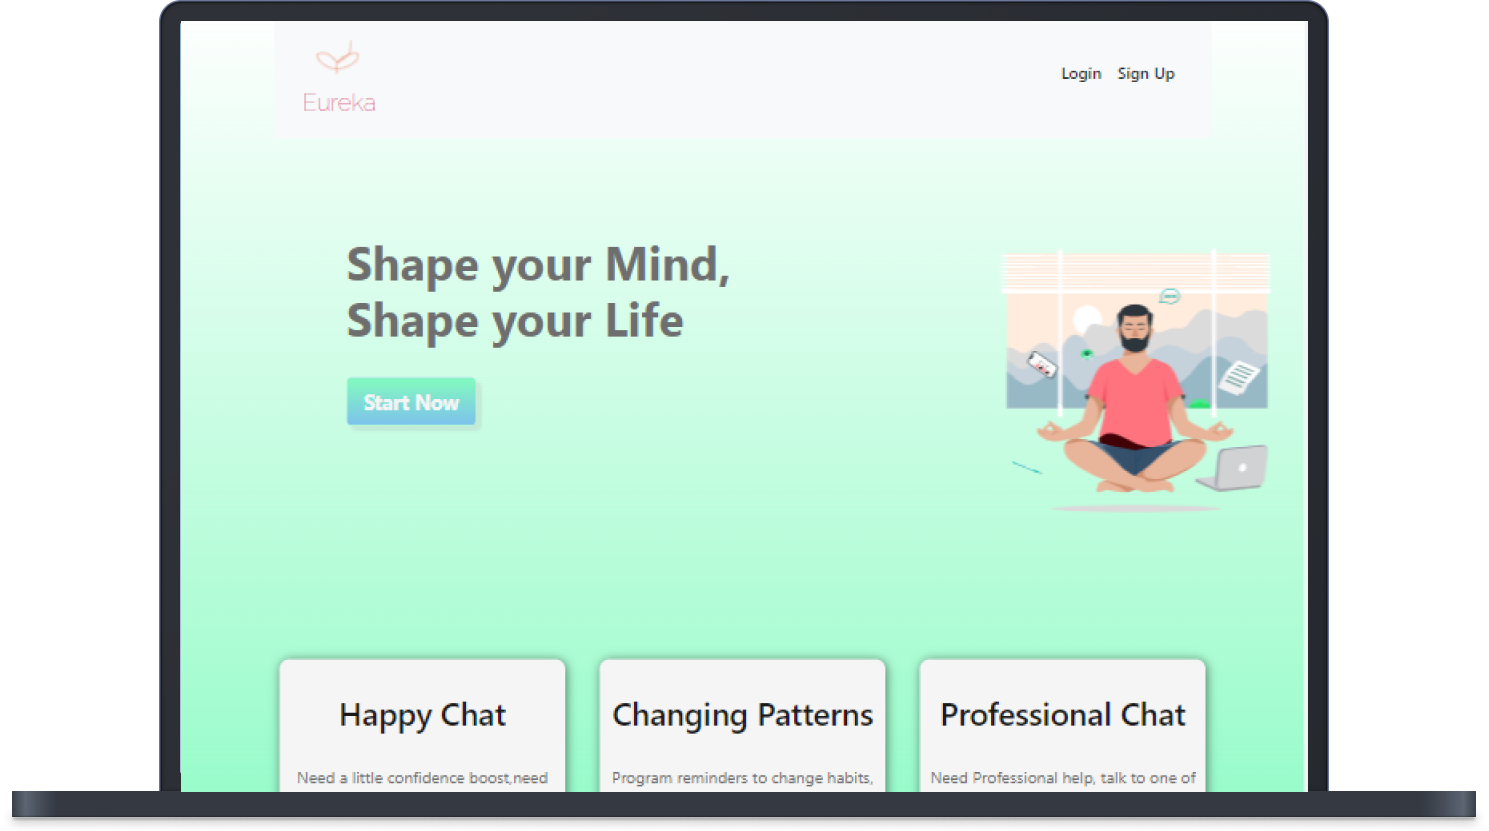 Eureka
Login Sign Up
Shape your Mind,
Shape your Life
Start Now
Happy Chat
Changing Patterns
Professional Chat
Need a little confidence boost,need
Program reminders to change habits,
Need Professional help, talk to one of